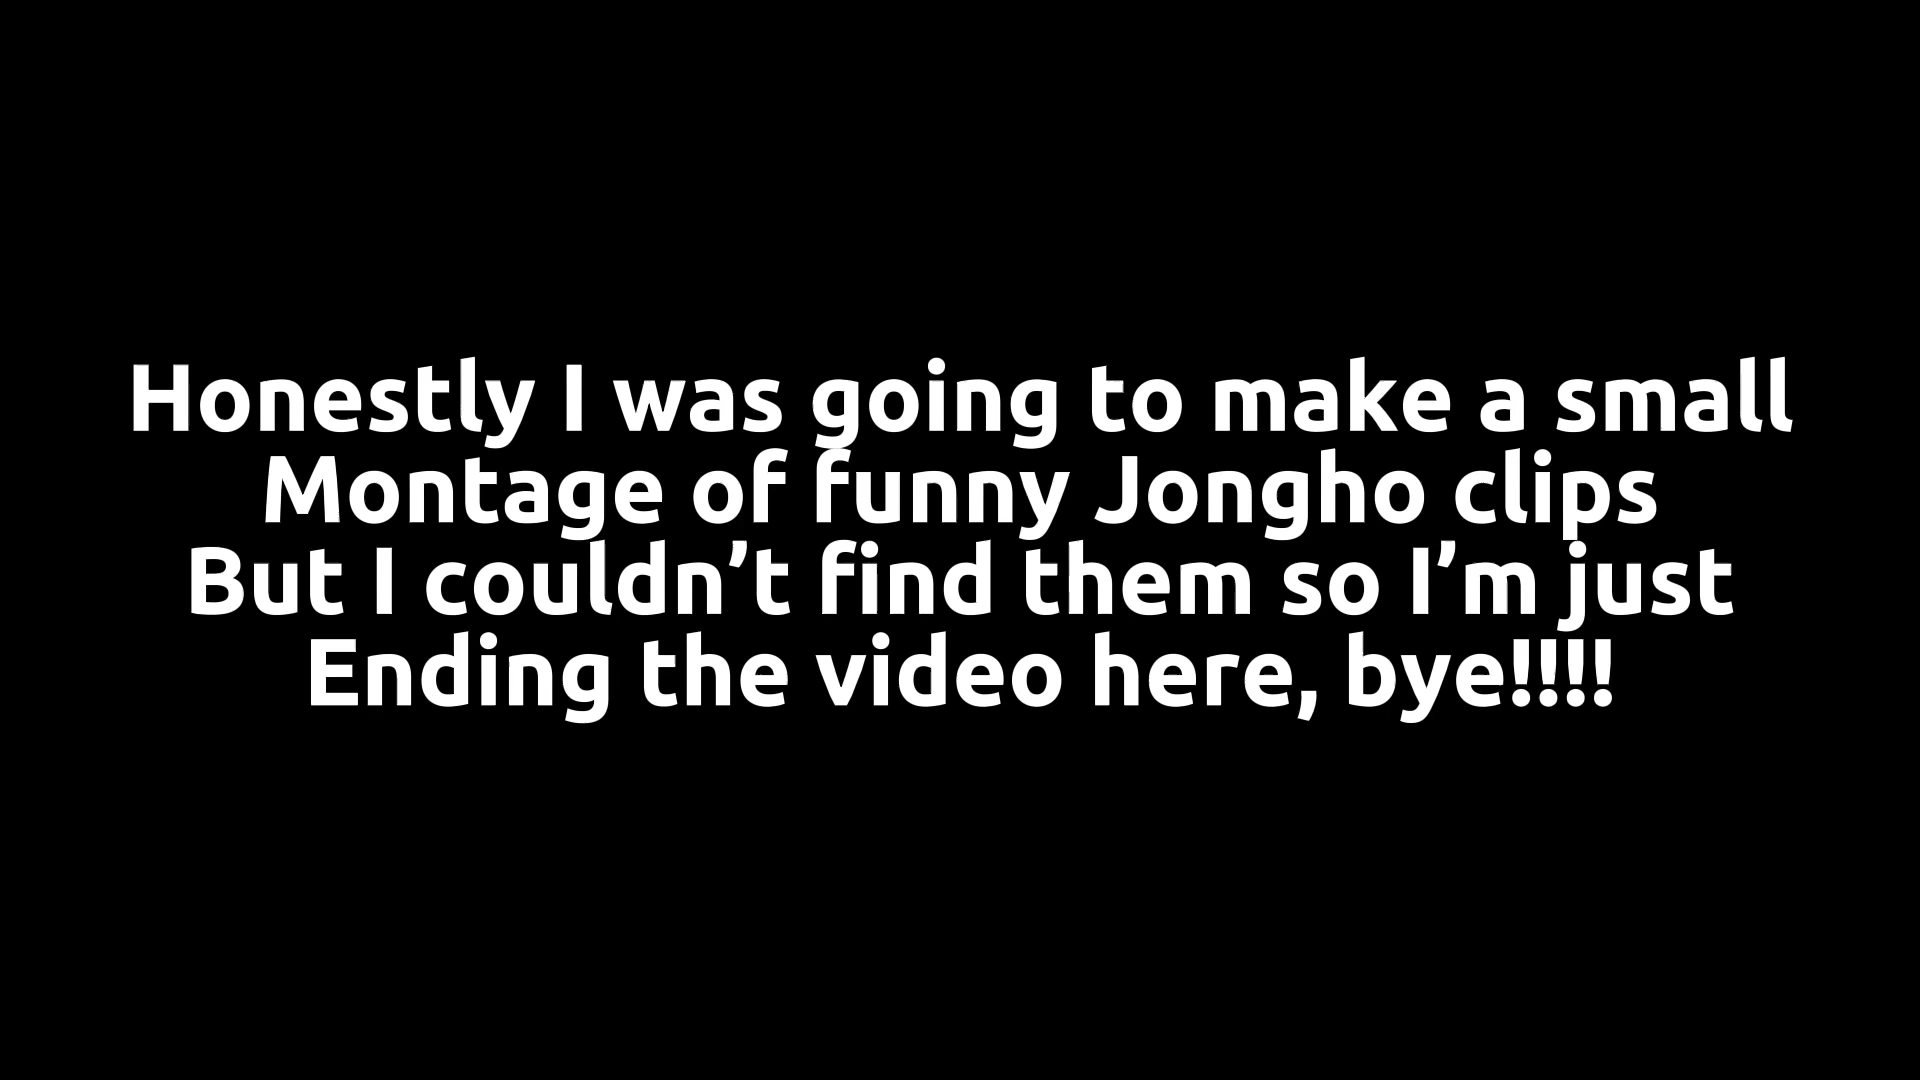 Honestly I was going to make a small
Montage of funny Jongho clips
But I couldn’t find them so I’m just
Ending the video here, bye!!!!